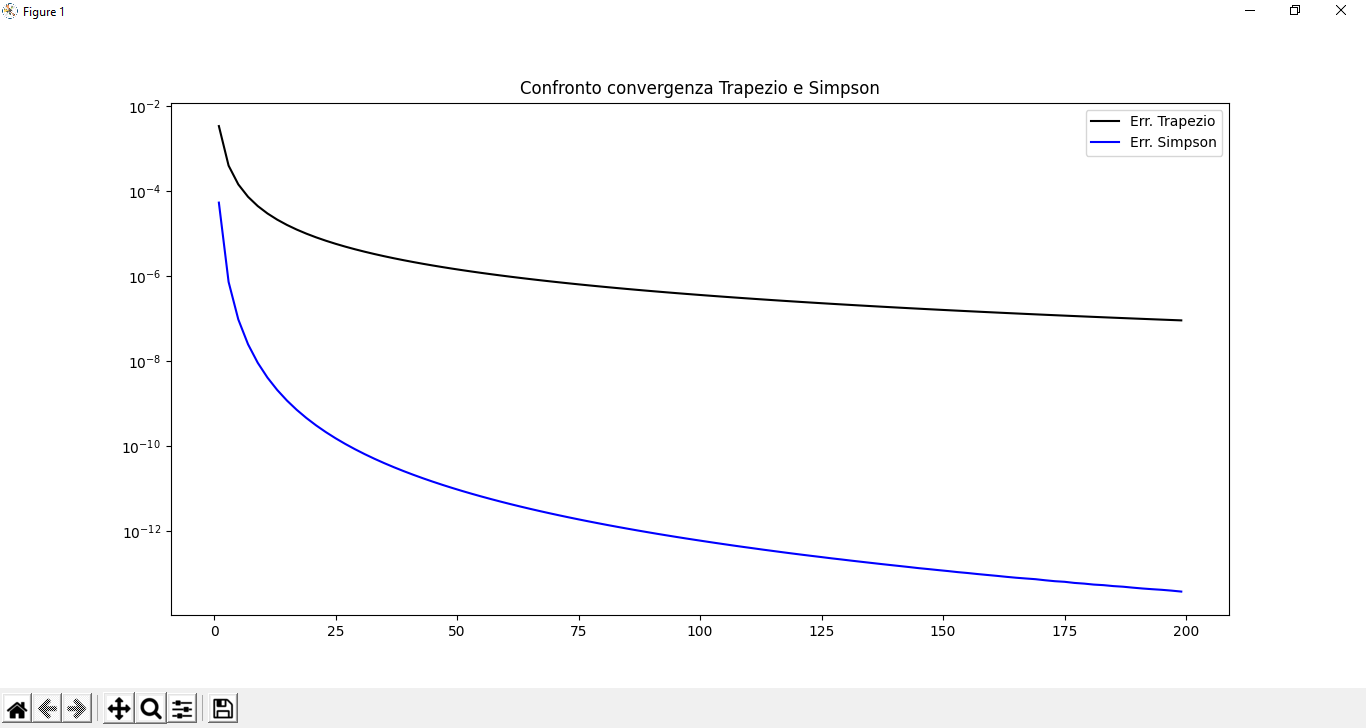 Figure 1
Confronto convergenza Trapezio e Simpson
Err. Trapezio
Err. Simpson
10⁻²
10⁻⁴
10⁻⁶
10⁻⁸
10⁻¹⁰
10⁻¹²
0 25 50 75 100 125 150 175 200